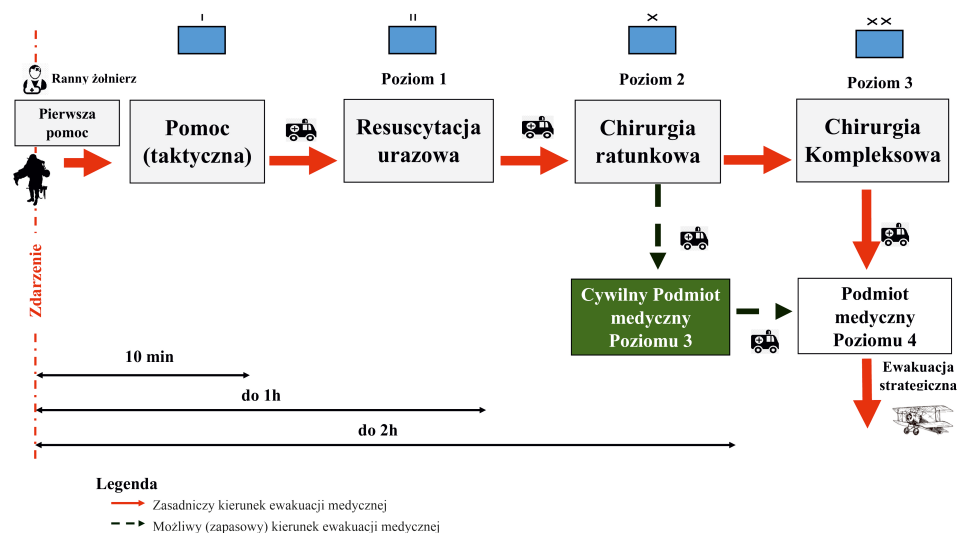 Ranny żołnierz
Pierwsza
pomoc
Pomoc
(taktyczna)
Poziom 1
Resuscytacja
urazowa
Poziom 2
Chirurgia
ratunkowa
Poziom 3
Chirurgia
Kompleksowa
Zdarzenie
Cywilny Podmiot
medyczny
Poziomu 3
Podmiot
medyczny
Poziomu 4
Ewakuacja
strategiczna
10 min
do 1h
do 2h
Legenda
Zasadniczy kierunek ewakuacji medycznej
Możliwy (zapasowy) kierunek ewakuacji medycznej